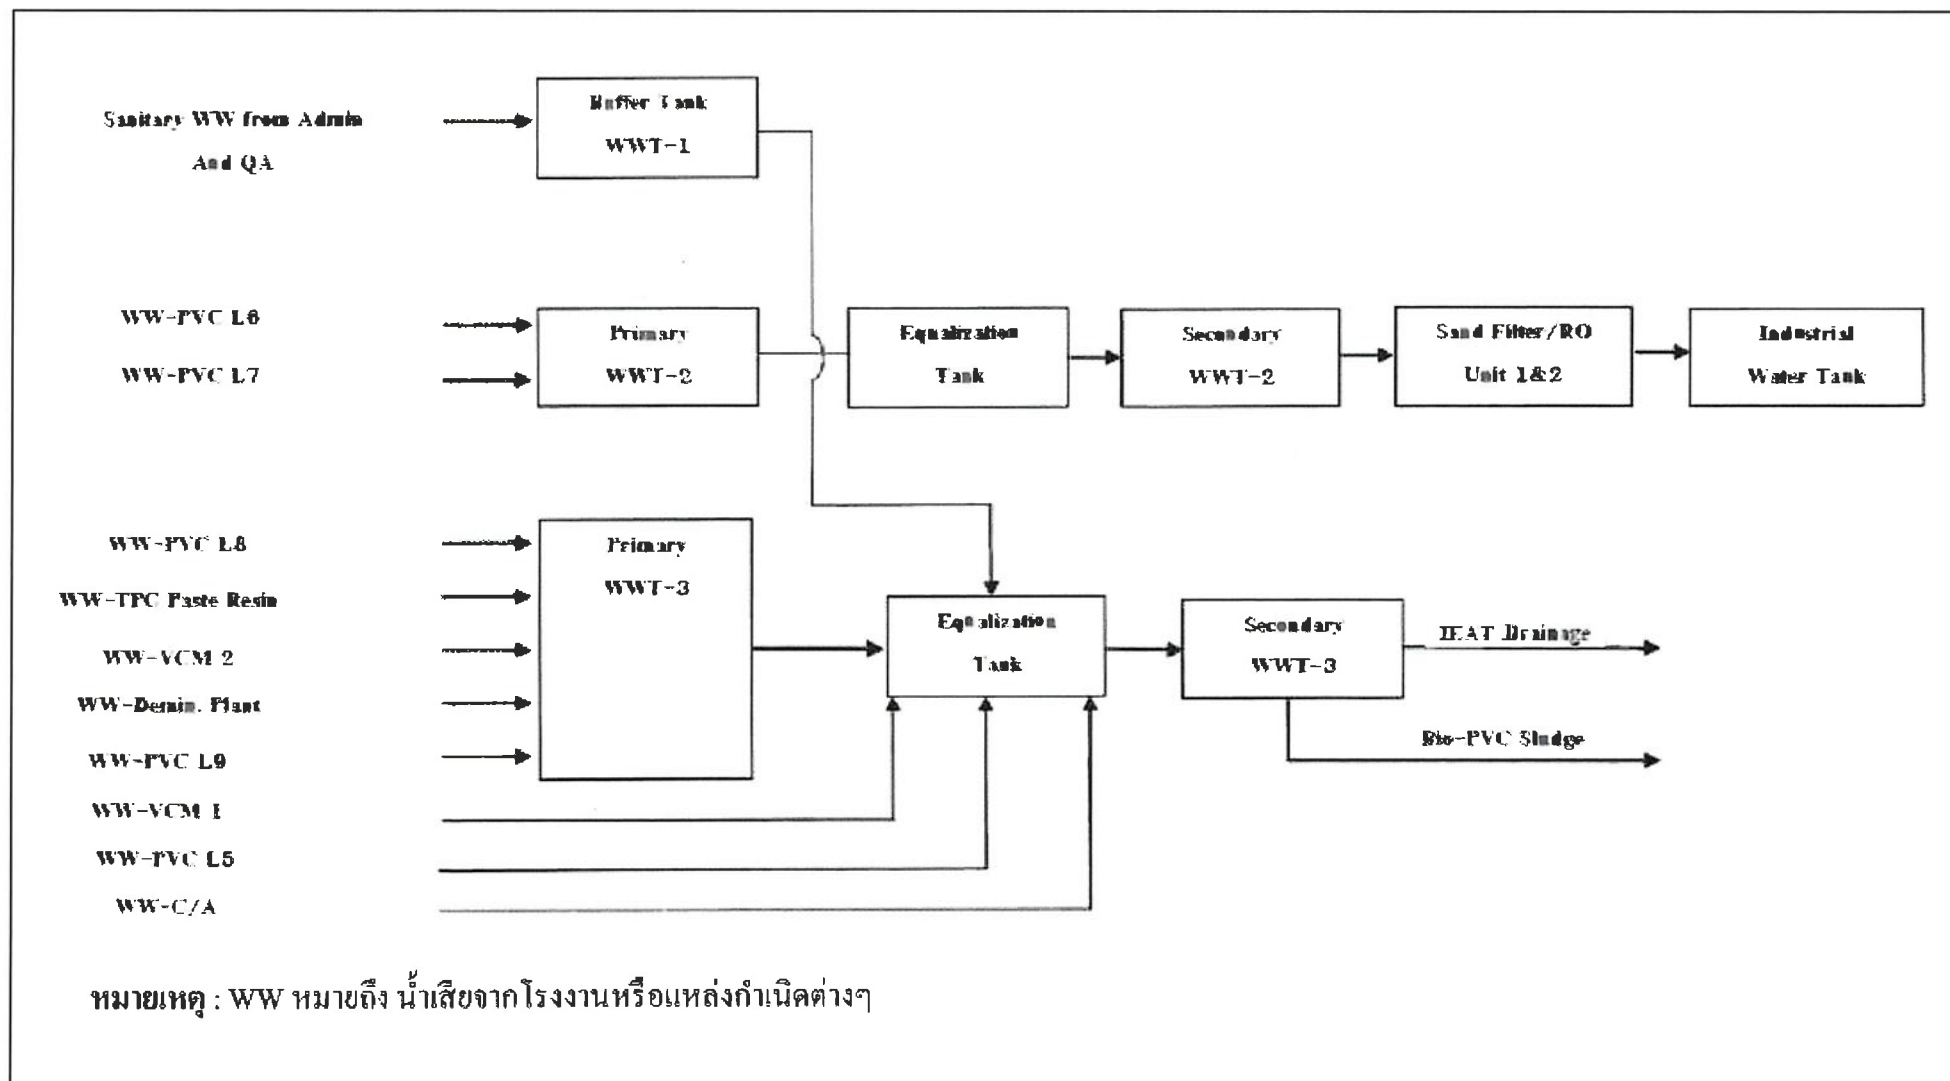 Sanitary WW from Admin
And QA
Buffer Tank
WWT-1
WW-PVC L6
WW-PVC L7
Primary
WWT-2
Equalization
Tank
Secondary
WWT-2
Sand Filter/RO
Unit 1&2
Industrial
Water Tank
WW-PVC L8
WW-TPC Paste Resin
WW-VCM 2
WW-Demin. Plant
WW-PVC L9
WW-VCM 1
WW-PVC L5
WW-C/A
Primary
WWT-3
Equalization
Tank
Secondary
WWT-3
IEAT Drainage
Bio-PVC Sludge
หมายเหตุ : WW หมายถึง น้ำเสียจากโรงงานหรือแหล่งกำเนิดต่างๆ